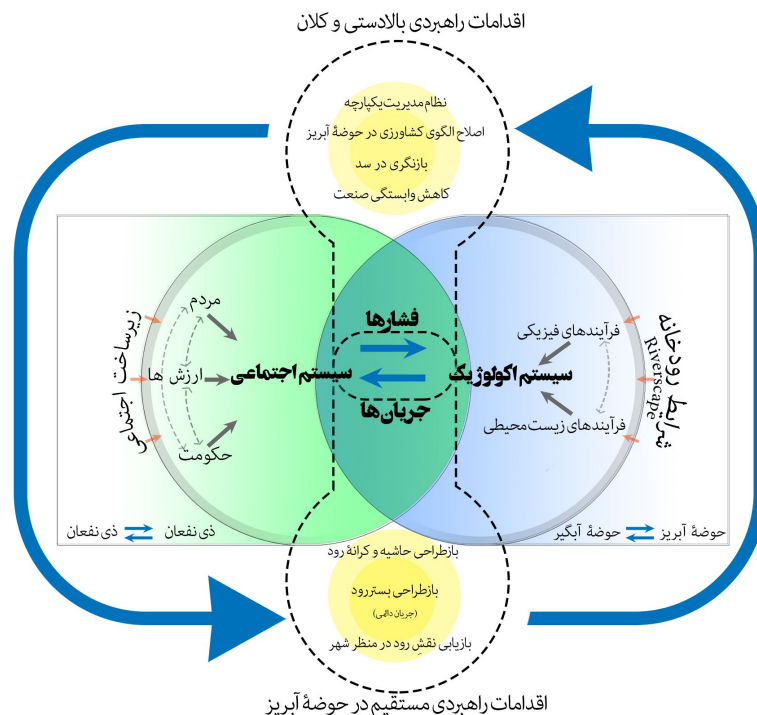 اقدامات راهبردی بالادستی و کلان
نظام مدیریت یکپارچه
اصلاح الگوی کشاورزی در حوضهٔ آبریز
بازنگری در سد
کاهش وابستگی صنعت
شرایط رودخانه
Riverscape
فرآیندهای فیزیکی
سیستم اکولوژیک
فرآیندهای زیست محیطی
حوضهٔ آبریز
حوضهٔ آبگیر
فشارها
جریان‌ها
مردم
سیستم اجتماعی
ارزش ها
حکومت
زیرساخت اجتماعی
ذی نفعان
ذی نفعان
بازطراحی حاشیه و کرانهٔ رود
بازطراحی بستر رود
(جریان دائمی)
بازیابی نقشِ رود در منظر شهر
اقدامات راهبردی مستقیم در حوضهٔ آبریز